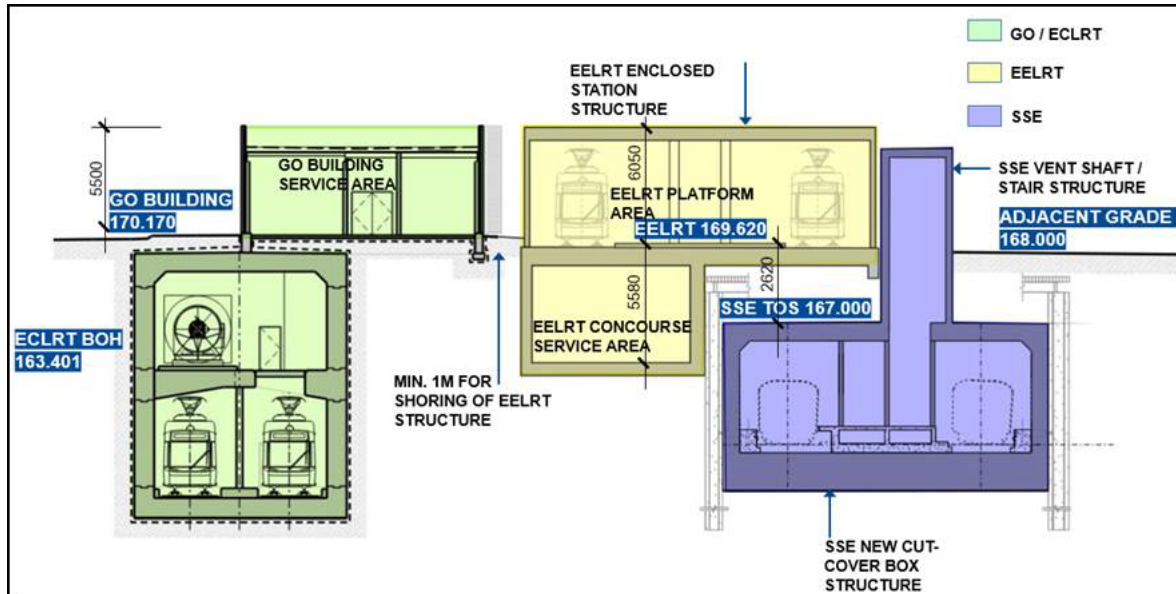 GO / ECLRT
EELRT
SSE
EELRT ENCLOSED
STATION
STRUCTURE
5500
GO BUILDING
SERVICE AREA
GO BUILDING
170.170
6050
EELRT PLATFORM
AREA
EELRT 169.620
SSE VENT SHAFT /
STAIR STRUCTURE
ADJACENT GRADE
168.000
2620
5580
SSE TOS 167.000
EELRT CONCOURSE
SERVICE AREA
ECLRT BOH
163.401
MIN. 1M FOR
SHORING OF EELRT
STRUCTURE
SSE NEW CUT-
COVER BOX
STRUCTURE